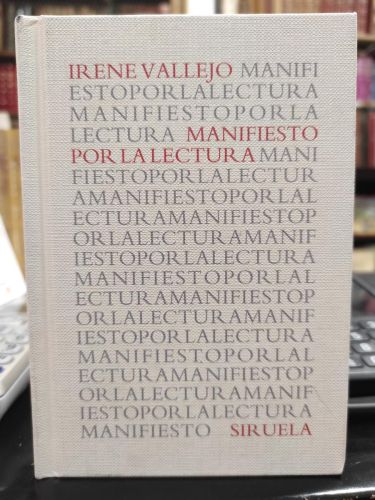 IRENE VALLEJO MANIFI
ESTOPORLALECTURA
MANIFIESTOPORLA
LECTURA MANIFIESTO
POR LA LECTURA MANI
FIESTOPORLALECTUR
AMANIFIESTOPORLAL
ECTURAMANIFIESTOP
ORLALECTURAMANIF
IESTOPORLALECTURA
MANIFIESTOPORLAL
ECTURAMANIFIESTOP
ORLALECTURAMANIF
IESTOPORLALECTURA
MANIFIESTOPORLAL
ECTURAMANIFIESTOP
ORLALECTURAMANIF
IESTOPORLALECTURA
MANIFIESTO SIRUELA